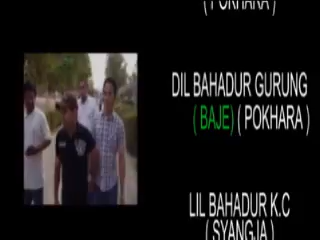 ( POKHARA )
DIL BAHADUR GURUNG
( BAJE) ( POKHARA )
LIL BAHADUR K.C
( SYANGJA )